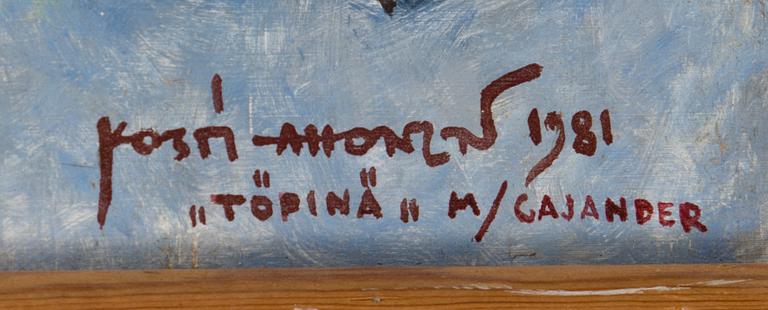 Kosti Ahonen 1981
„TÖPINÄ„ M/CAJANDER